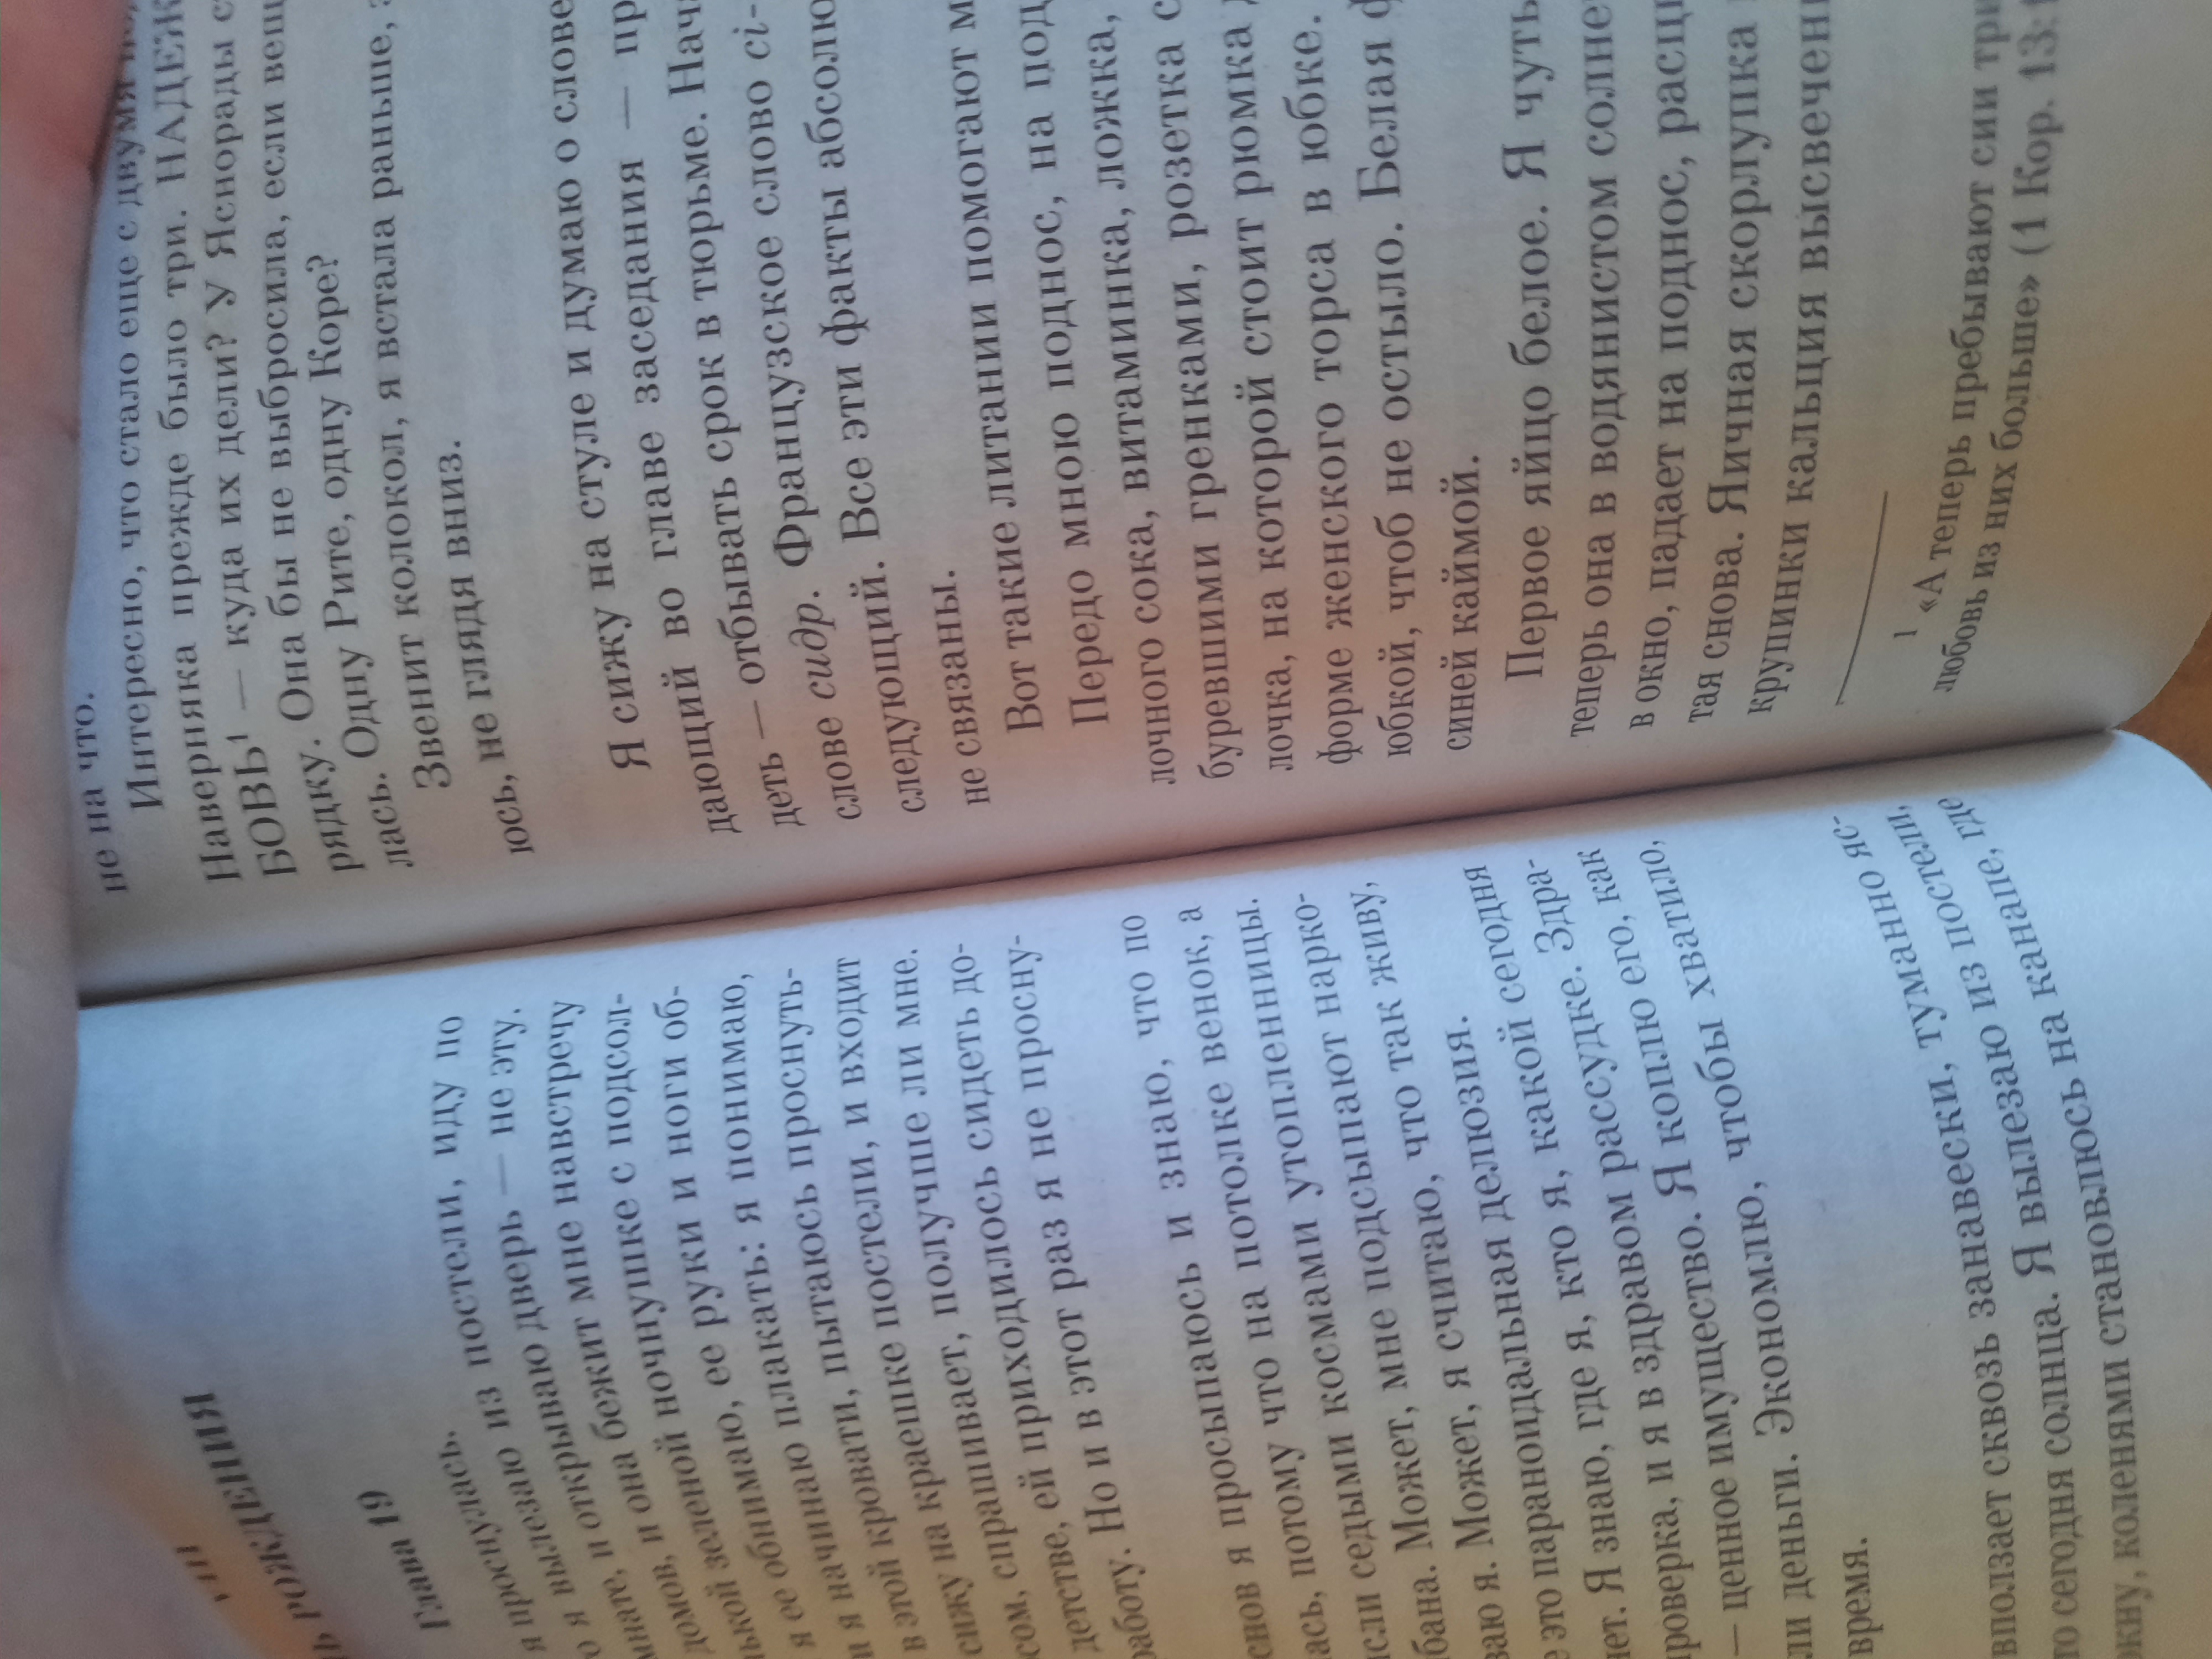 VIII
РОЖДЕНИЯ
Глава 19
я проснулась.
я вылезаю из постели, иду по
и открываю дверь — не эту.
домов, и она бежит мне навстречу
зеленой ночнушке с подсол-
я ее обнимаю, ее руки и ноги об-
и я начинаю плакать: я понимаю,
в этой кровати, пытаюсь проснуть-
сижу на краешке постели, и входит
спрашивает, получше ли мне.
детстве, ей приходилось сидеть до-
работу. Но и в этот раз я не просну-
снов я просыпаюсь и знаю, что по
потому что на потолке венок, а
седыми космами утопленницы.
Может, мне подсыпают нарко-
я. Может, я считаю, что так живу,
это параноидальная делюзия.
Я знаю, где я, кто я, какой сегодня
проверка, и я в здравом рассудке. Здра-
— ценное имущество. Я коплю его, как
деньги. Экономлю, чтобы хватило,
время.
вползает сквозь занавески, туманно яс-
сегодня солнца. Я вылезаю из постели,
коленями становлюсь на канапе, где
не на что.
Интересно, что стало еще с двумя
Наверняка прежде было три. НАДЕЖ
БОВЬ¹ — куда их дели? У Яснорады с
рядку. Она бы не выбросила, если вещ
лась. Одну Рите, одну Коре?
Звенит колокол, я встала раньше,
юсь, не глядя вниз.
Я сижу на стуле и думаю о слове
дающий во главе заседания — пр
деть — отбывать срок в тюрьме. Нач
слове сидр. Французское слово ci-
следующий. Все эти факты абсолю
не связаны.
Вот такие литании помогают м
Передо мною поднос, на под
лочного сока, витаминка, ложка,
буревшими гренками, розетка с
лочка, на которой стоит рюмка
форме женского торса в юбке.
юбкой, чтоб не остыло. Белая ф
синей каймой.
Первое яйцо белое. Я чуть
теперь она в водянистом солне
в окно, падает на поднос, расц
тая снова. Яичная скорлупка
крупинки кальция высвечен
1 «А теперь пребывают сии три
любовь из них больше» (1 Кор. 13:1